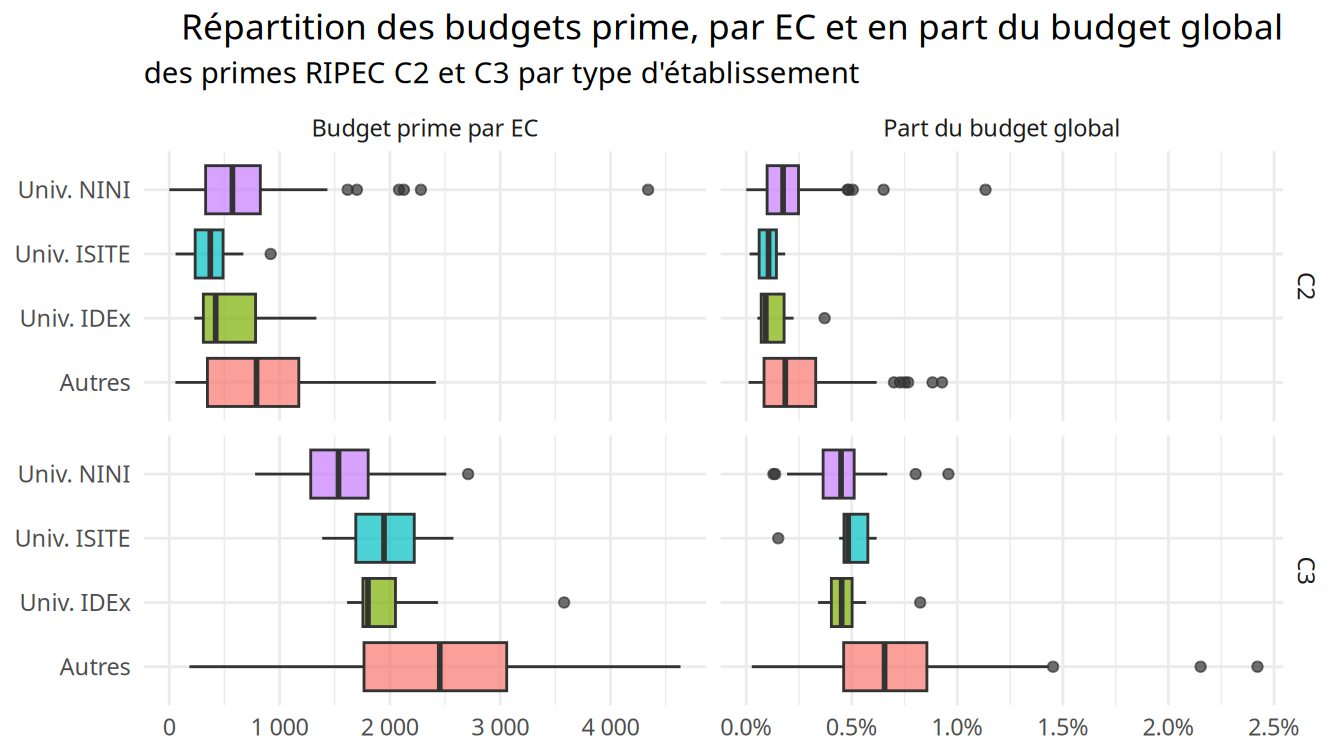 Répartition des budgets prime, par EC et en part du budget global
des primes RIPEC C2 et C3 par type d'établissement
Budget prime par EC
Part du budget global
Univ. NINI
Univ. ISITE
Univ. IDEx
Autres
C2
Univ. NINI
Univ. ISITE
Univ. IDEx
Autres
C3
0 1 000 2 000 3 000 4 000
0.0% 0.5% 1.0% 1.5% 2.0% 2.5%